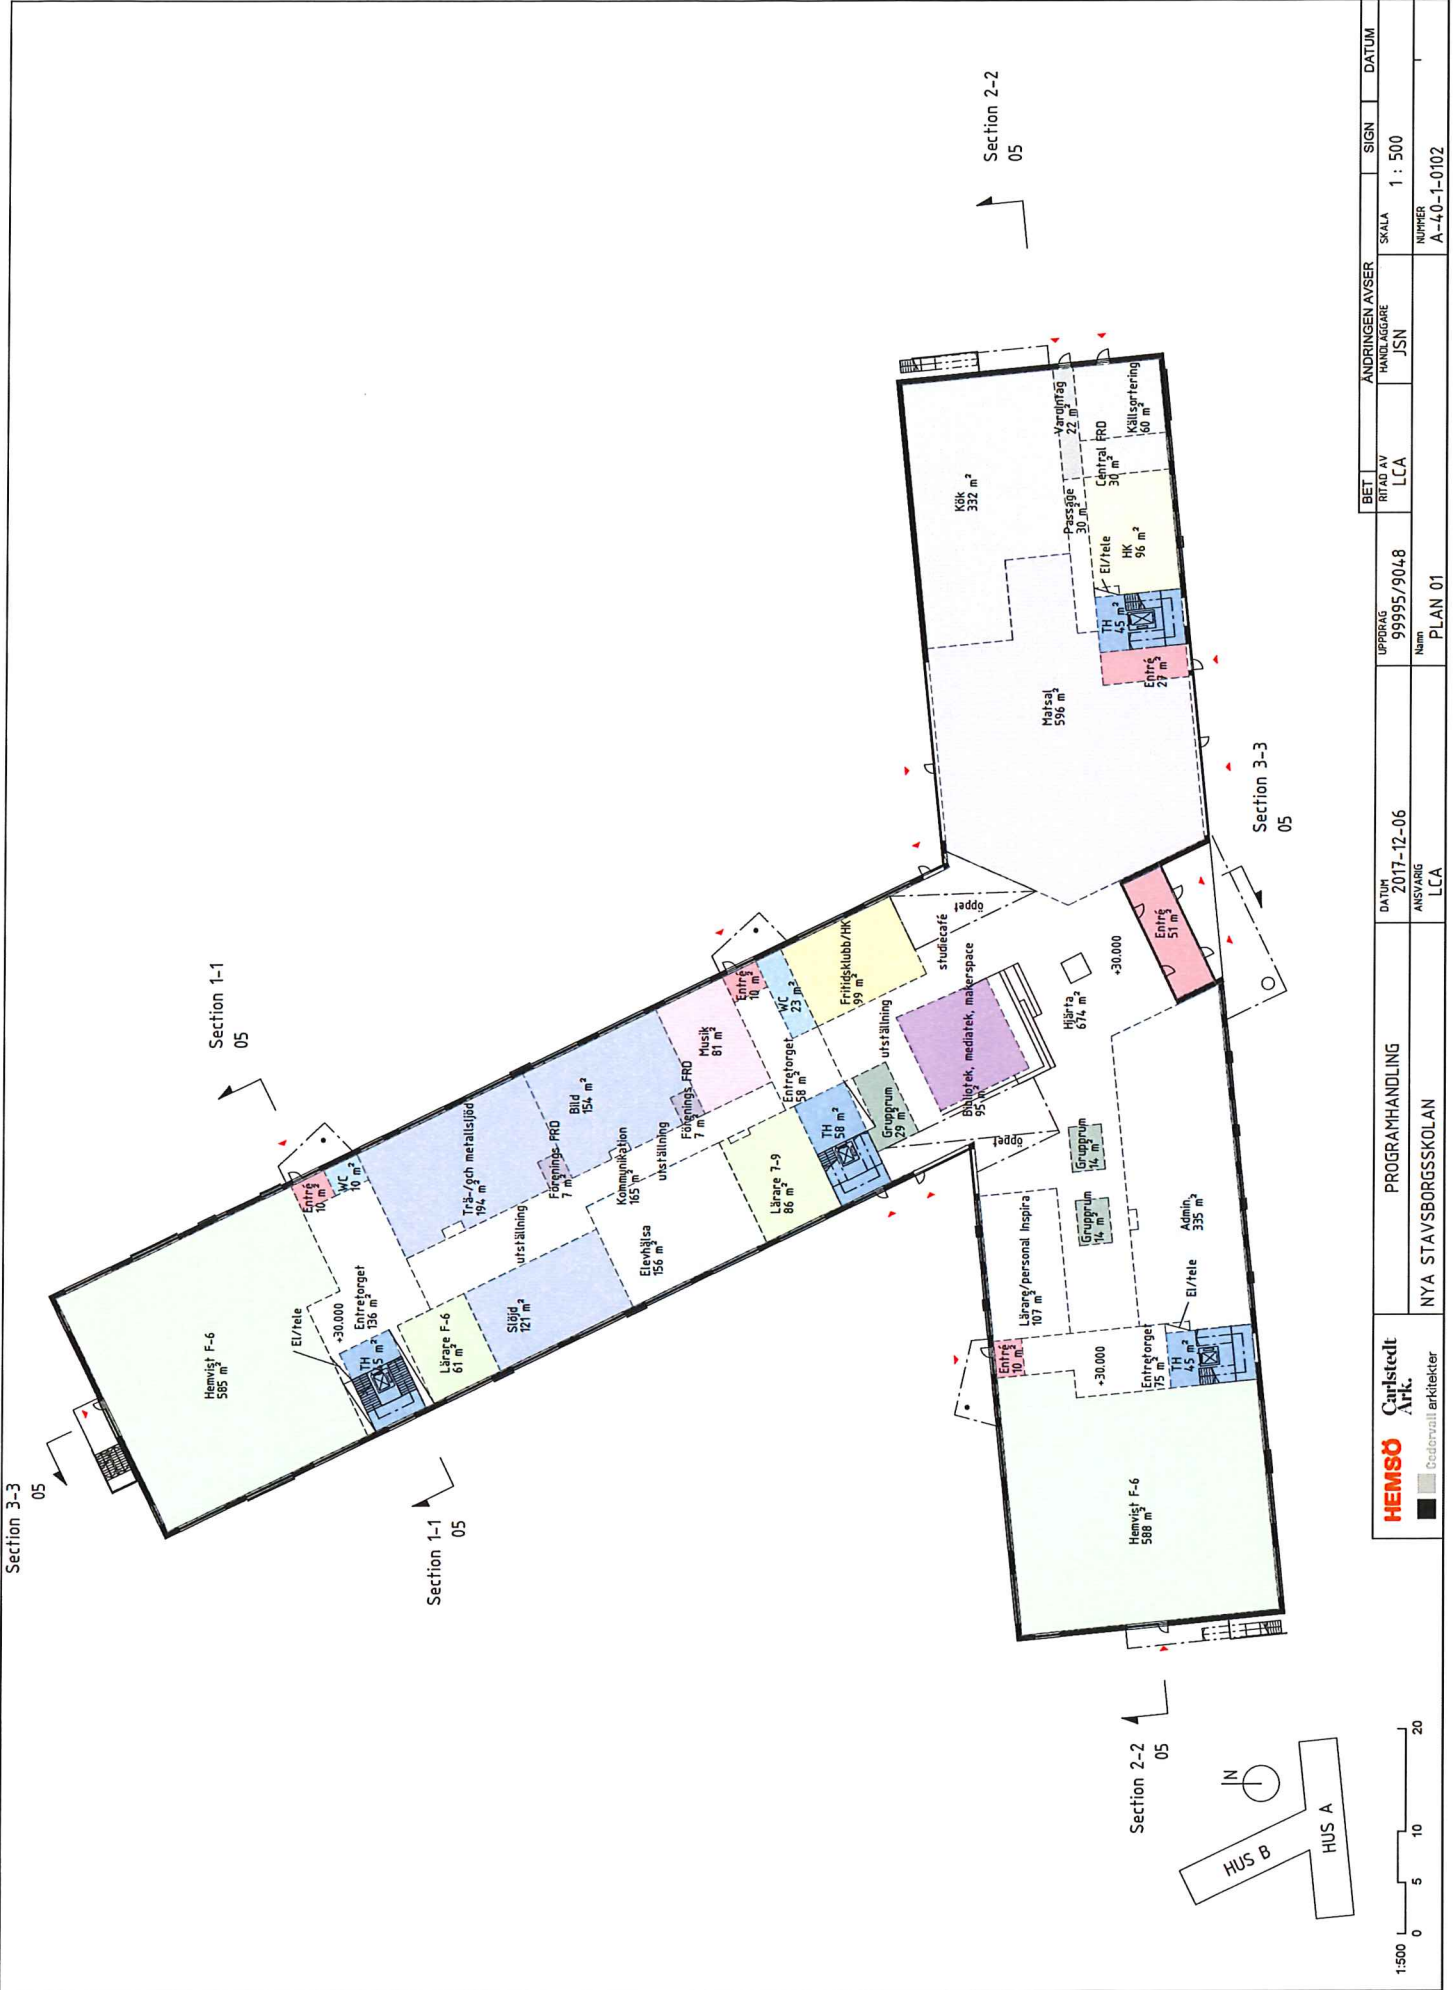 Section 3-3
05
Section 1-1
05
Section 1-1
05
Section 2-2
05
Section 2-2
05
Section 3-3
05
Hemvist F-6
585 m²
El/tele
+30.000
Entretorget
136 m²
TH
45 m²
Entré
10 m²
WC
10 m²
Lärare F-6
61 m²
Slöjd
121 m²
utställning
Trä-/och metallsljöd
194 m²
Förenings FRD
7 m²
Bild
154 m²
Kommunikation
165 m²
utställning
Elevhälsa
156 m²
Förenings FRD
7 m²
Musik
81 m²
Lärare 7-9
86 m²
Entretorget
58 m²
TH
58 m²
Entré
10 m²
WC
23 m²
Fritidsklubb/HK
99 m²
Grupprum
29 m²
utställning
Bibliotek, mediatek, makerspace
95 m²
studiecafé
öppet
öppet
Hjärta
674 m²
+30.000
Entré
51 m²
Matsal
596 m²
Kök
332 m²
Entré
27 m²
TH
45 m²
El/tele
HK
96 m²
Passage
30 m²
Central FRD
30 m²
Varuintag
22 m²
Källsortering
60 m²
Grupprum
14 m²
Grupprum
14 m²
Lärare/personal Inspira
107 m²
Admin.
335 m²
El/tele
Entré
10 m²
+30.000
Entretorget
75 m²
TH
45 m²
Hemvist F-6
588 m²
N
HUS B
HUS A
1:500
0 5 10 20
HEMSÖ
Carlstedt
Ark.
Cedervall arkitekter
PROGRAMHANDLING
NYA STAVSBORGSSKOLAN
BET ÄNDRINGEN AVSER SIGN DATUM
DATUM
2017-12-06
UPPDRAG
99995/9048
RITAD AV
LCA
HANDLÄGGARE
JSN
SKALA
1 : 500
ANSVARIG
LCA
Namn
PLAN 01
NUMMER
A-40-1-0102